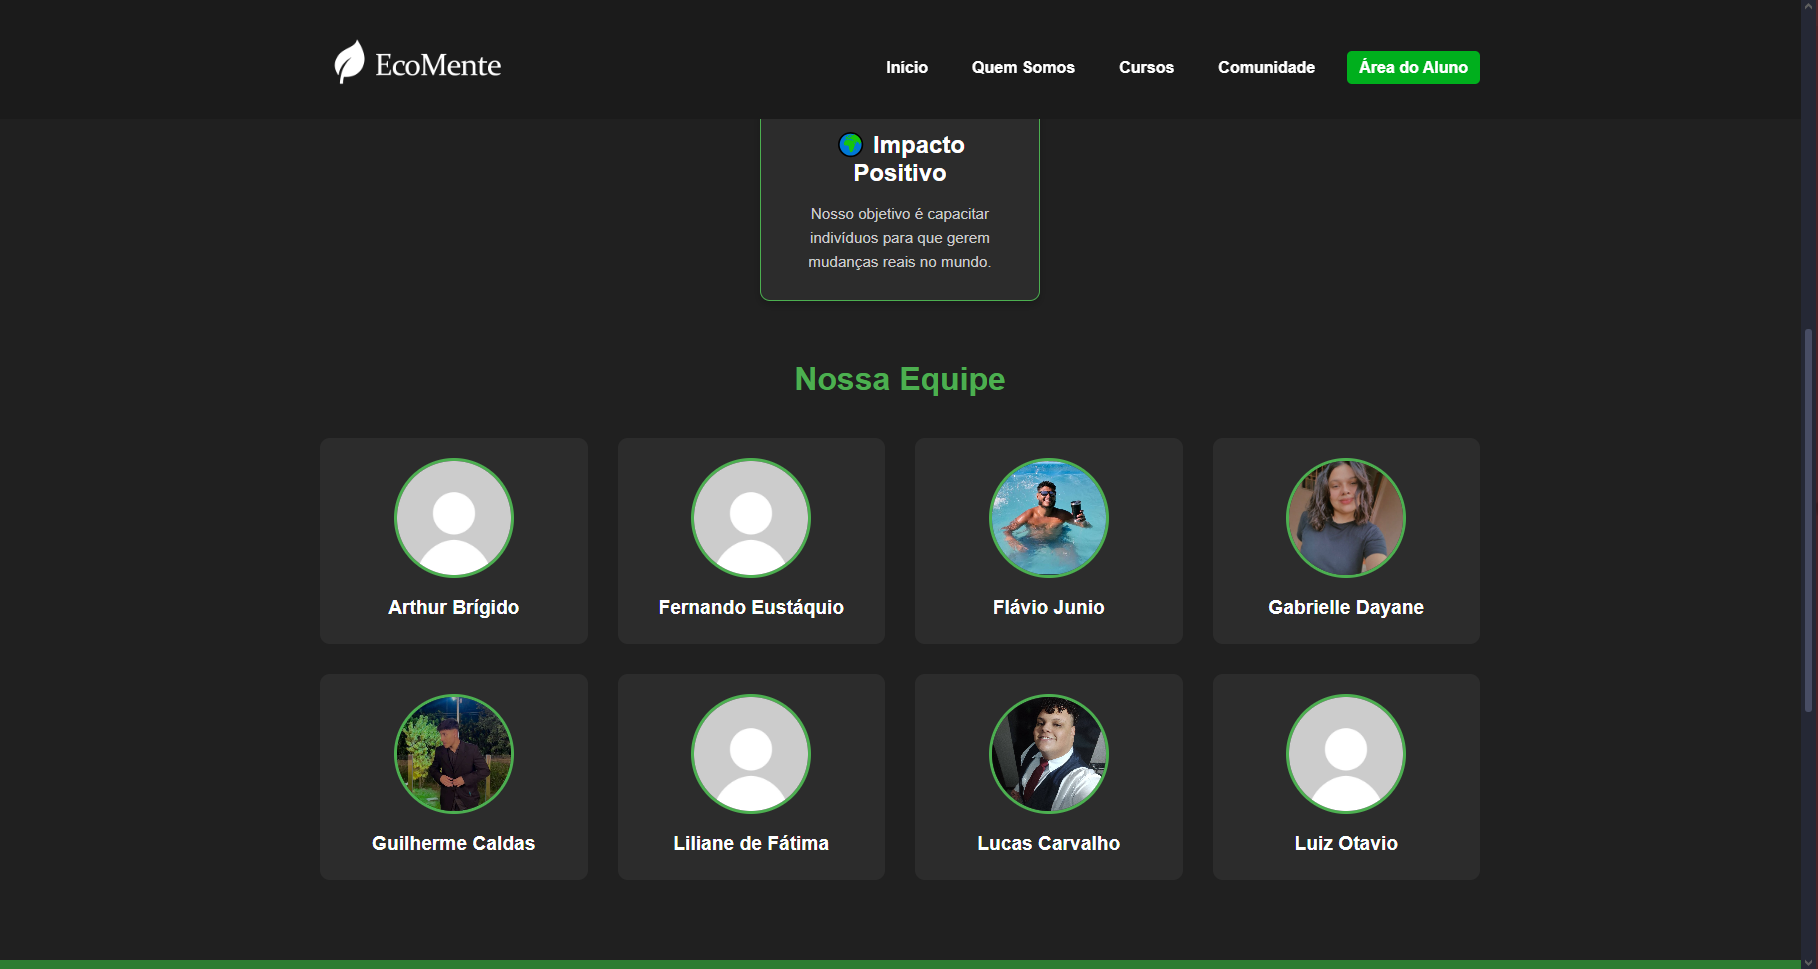 EcoMente
Início
Quem Somos
Cursos
Comunidade
Área do Aluno
Impacto
Positivo
Nosso objetivo é capacitar
indivíduos para que gerem
mudanças reais no mundo.
Nossa Equipe
Arthur Brígido
Fernando Eustáquio
Flávio Junio
Gabrielle Dayane
Guilherme Caldas
Liliane de Fátima
Lucas Carvalho
Luiz Otavio